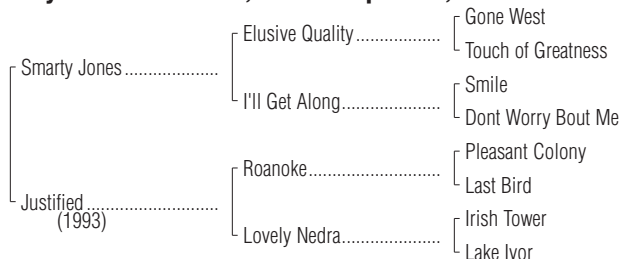 Gone West
Elusive Quality..................
Touch of Greatness
Smarty Jones....................
Smile
I'll Get Along.....................
Dont Worry Bout Me
Pleasant Colony
Roanoke............................
Last Bird
Justified............................
(1993)
Irish Tower
Lovely Nedra.....................
Lake Ivor